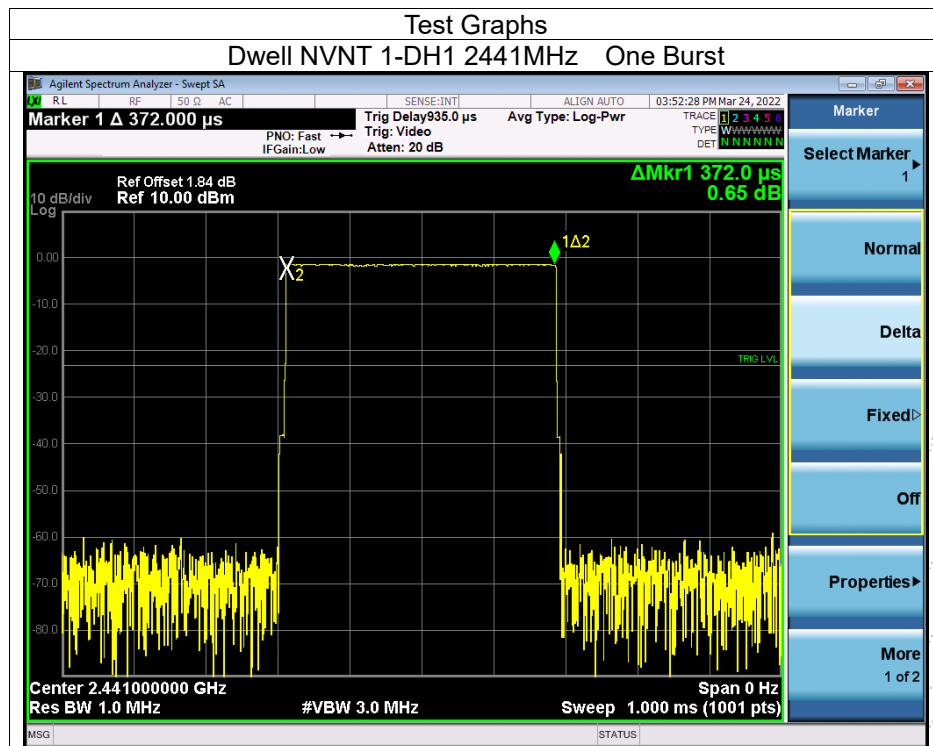 Test Graphs
Dwell NVNT 1-DH1 2441MHz One Burst
Agilent Spectrum Analyzer - Swept SA
LXI RL RF 50 Ω AC SENSE:INT ALIGN AUTO 03:52:28 PM Mar 24, 2022
Marker 1 Δ 372.000 µs
PNO: Fast
IFGain:Low
Trig Delay935.0 µs
Trig: Video
Atten: 20 dB
Avg Type: Log-Pwr
TRACE 1 2 3 4 5 6
TYPE WWWWWW
DET N N N N N N
Ref Offset 1.84 dB
10 dB/div Ref 10.00 dBm
Log
ΔMkr1 372.0 µs
0.65 dB
1Δ2
0.00
2
-10.0
-20.0
TRIG LVL
-30.0
-40.0
-50.0
-60.0
-70.0
-80.0
Center 2.441000000 GHz Span 0 Hz
Res BW 1.0 MHz #VBW 3.0 MHz Sweep 1.000 ms (1001 pts)
MSG STATUS
Marker
Select Marker
1
Normal
Delta
Fixed
Off
Properties
More
1 of 2